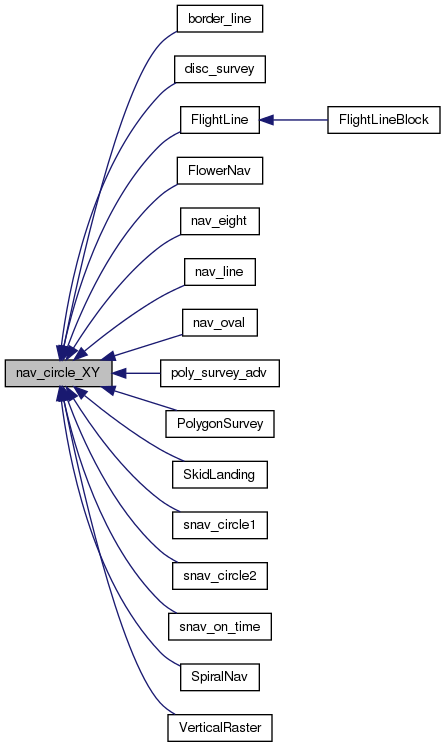 border_line
disc_survey
FlightLine
FlightLineBlock
FlowerNav
nav_eight
nav_line
nav_oval
nav_circle_XY
poly_survey_adv
PolygonSurvey
SkidLanding
snav_circle1
snav_circle2
snav_on_time
SpiralNav
VerticalRaster